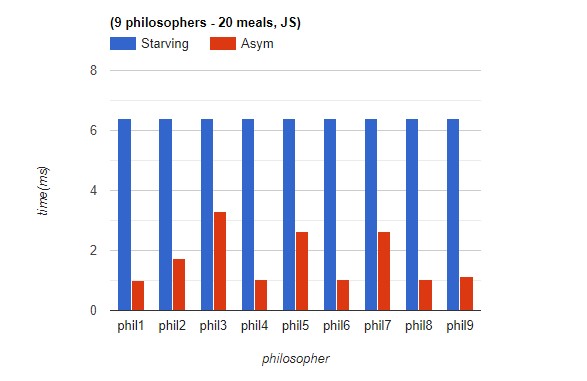 (9 philosophers - 20 meals, JS)
Starving Asym
8
6
4
2
0
time(ms)
phil1 phil2 phil3 phil4 phil5 phil6 phil7 phil8 phil9
philosopher